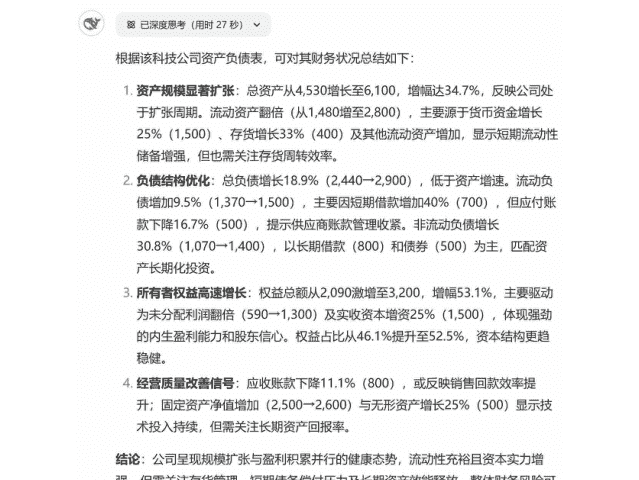 已深度思考（用时 27 秒）
根据该科技公司资产负债表，可对其财务状况总结如下：
1. 资产规模显著扩张：总资产从4,530增长至6,100，增幅达34.7%，反映公司处
于扩张周期。流动资产翻倍（从1,480增至2,800），主要源于货币资金增长
25%（1,500）、存货增长33%（400）及其他流动资产增加，显示短期流动性
储备增强，但也需关注存货周转效率。
2. 负债结构优化：总负债增长18.9%（2,440→2,900），低于资产增速。流动负
债增加9.5%（1,370→1,500），主要因短期借款增加40%（700），但应付账
款下降16.7%（500），提示供应商账款管理收紧。非流动负债增长
30.8%（1,070→1,400），以长期借款（800）和债券（500）为主，匹配资
产长期化投资。
3. 所有者权益高速增长：权益总额从2,090激增至3,200，增幅53.1%，主要驱动
为未分配利润翻倍（590→1,300）及实收资本增资25%（1,500），体现强劲
的内生盈利能力和股东信心。权益占比从46.1%提升至52.5%，资本结构更趋
稳健。
4. 经营质量改善信号：应收账款下降11.1%（800），或反映销售回款效率提
升；固定资产净值增加（2,500→2,600）与无形资产增长25%（500）显示技
术投入持续，但需关注长期资产回报率。
结论：公司呈现规模扩张与盈利积累并行的健康态势，流动性充裕且资本实力